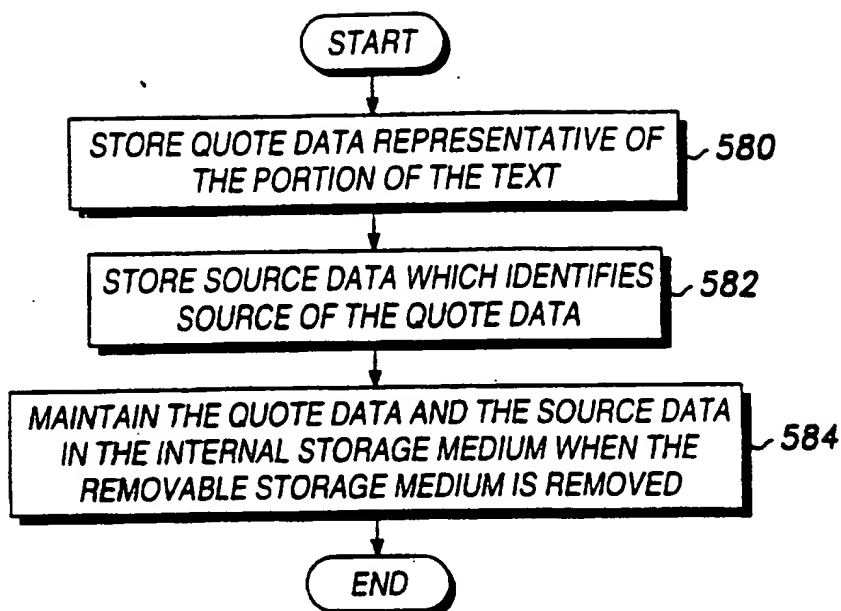 START
STORE QUOTE DATA REPRESENTATIVE OF
THE PORTION OF THE TEXT
580
STORE SOURCE DATA WHICH IDENTIFIES
SOURCE OF THE QUOTE DATA
582
MAINTAIN THE QUOTE DATA AND THE SOURCE DATA
IN THE INTERNAL STORAGE MEDIUM WHEN THE
REMOVABLE STORAGE MEDIUM IS REMOVED
584
END